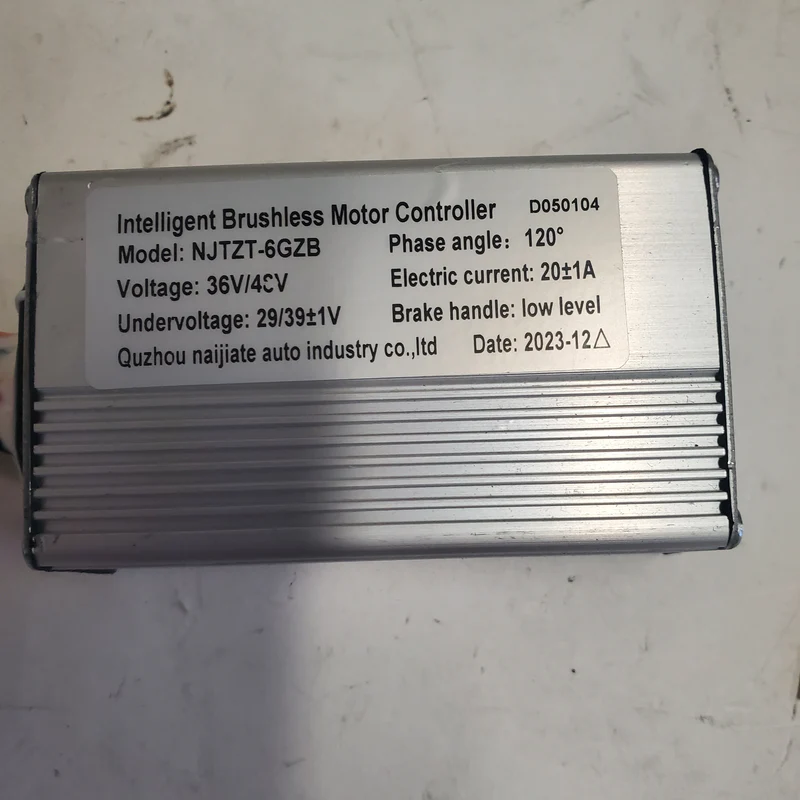 Intelligent Brushless Motor Controller D050104
Model: NJTZT-6GZB Phase angle: 120°
Voltage: 36V/48V Electric current: 20±1A
Undervoltage: 29/39±1V Brake handle: low level
Quzhou naijiate auto industry co.,ltd Date: 2023-12△